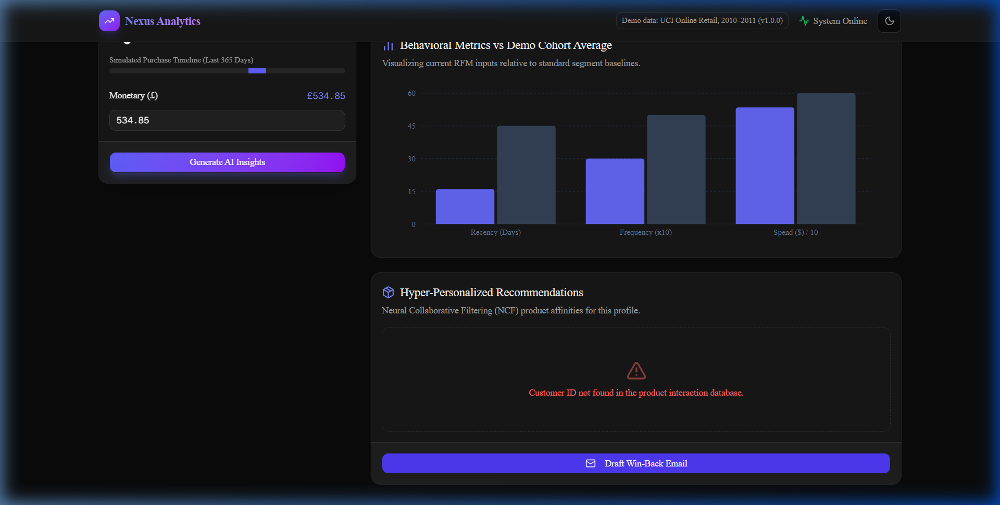 Nexus Analytics
Demo data: UCI Online Retail, 2010–2011 (v1.0.0)
System Online
Simulated Purchase Timeline (Last 365 Days)
Monetary (£)
£534.85
534.85
Generate AI Insights
Behavioral Metrics vs Demo Cohort Average
Visualizing current RFM inputs relative to standard segment baselines.
60
45
30
15
0
Recency (Days)
Frequency (x10)
Spend ($) / 10
Hyper-Personalized Recommendations
Neural Collaborative Filtering (NCF) product affinities for this profile.
Customer ID not found in the product interaction database.
Draft Win-Back Email